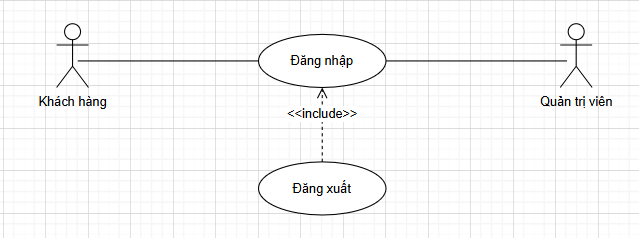 Đăng nhập
Khách hàng
Quản trị viên
<<include>>
Đăng xuất